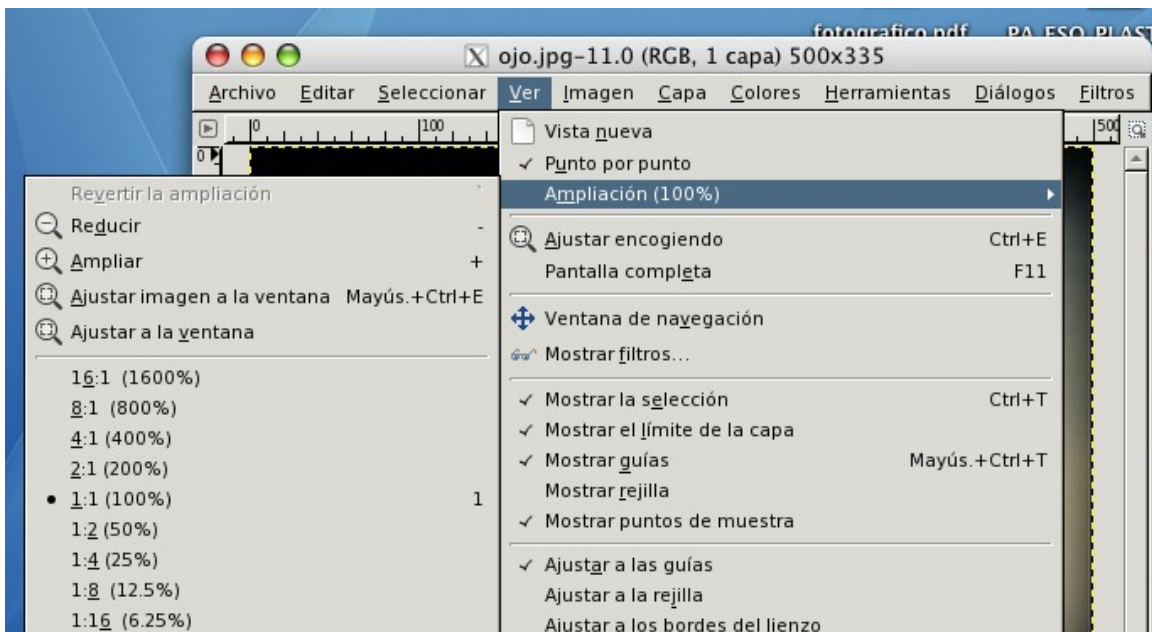 fotografico.pdf PA_ESO_PLAST
X ojo.jpg-11.0 (RGB, 1 capa) 500x335
Archivo Editar Seleccionar Ver Imagen Capa Colores Herramientas Diálogos Filtros
0 100 500
0
Vista nueva
✓ Punto por punto
Ampliación (100%)
Ajustar encogiendo Ctrl+E
Pantalla completa F11
Ventana de navegación
Mostrar filtros...
✓ Mostrar la selección Ctrl+T
✓ Mostrar el límite de la capa
✓ Mostrar guías Mayús.+Ctrl+T
Mostrar rejilla
✓ Mostrar puntos de muestra
✓ Ajustar a las guías
Ajustar a la rejilla
Ajustar a los bordes del lienzo
Revertir la ampliación `
Reducir -
Ampliar +
Ajustar imagen a la ventana Mayús.+Ctrl+E
Ajustar a la ventana
16:1 (1600%)
8:1 (800%)
4:1 (400%)
2:1 (200%)
• 1:1 (100%) 1
1:2 (50%)
1:4 (25%)
1:8 (12.5%)
1:16 (6.25%)